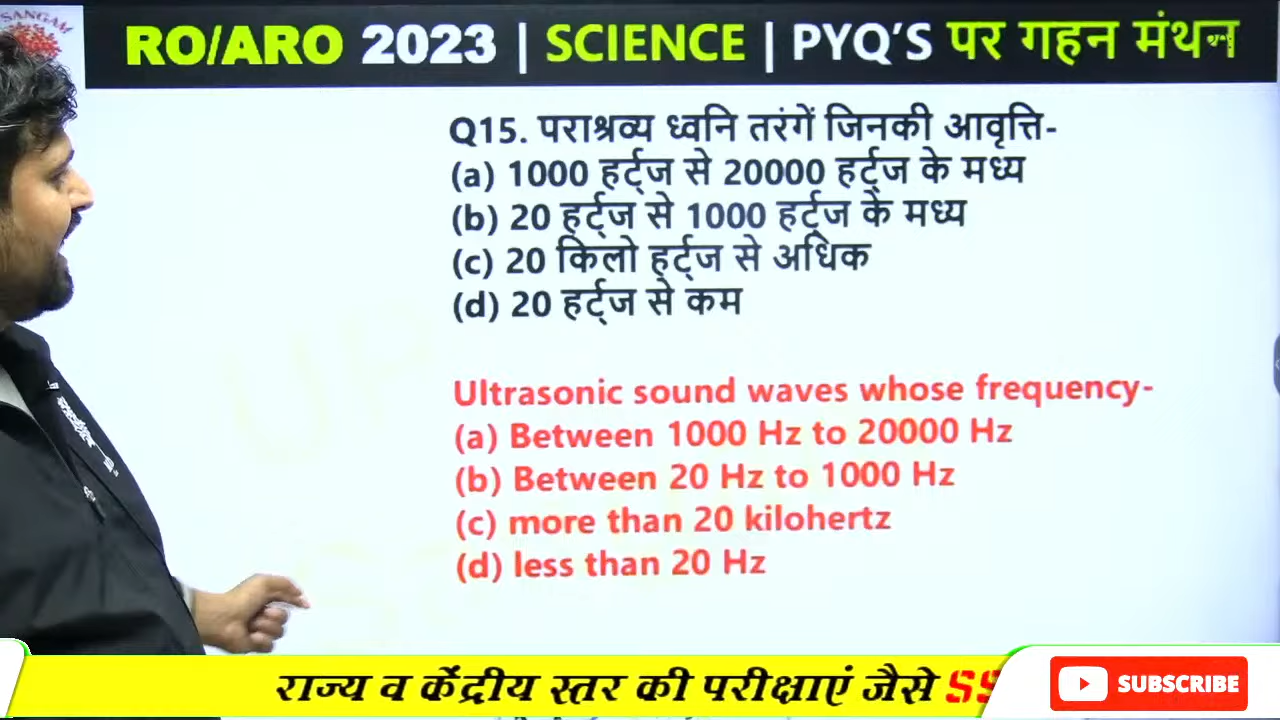 SANGAM
RO/ARO 2023 | SCIENCE | PYQ’S पर गहन मंथन
Q15. पराश्रव्य ध्वनि तरंगें जिनकी आवृत्ति-
(a) 1000 हर्ट्ज से 20000 हर्ट्ज के मध्य
(b) 20 हर्ट्ज से 1000 हर्ट्ज के मध्य
(c) 20 किलो हर्ट्ज से अधिक
(d) 20 हर्ट्ज से कम
Ultrasonic sound waves whose frequency-
(a) Between 1000 Hz to 20000 Hz
(b) Between 20 Hz to 1000 Hz
(c) more than 20 kilohertz
(d) less than 20 Hz
राज्य व केंद्रीय स्तर की परीक्षाएं जैसे SS
SUBSCRIBE